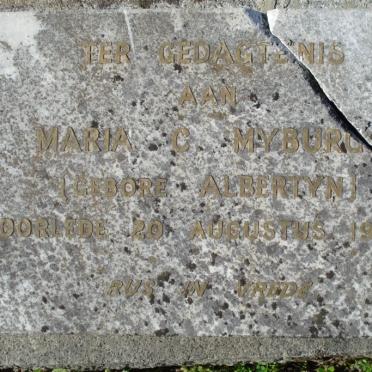 TER GEDAGTENIS
AAN
MARIA C MYBURG
(GEBORE ALBERTYN)
OORLEDE 20 AUGUSTUS 19
RUS IN VREDE